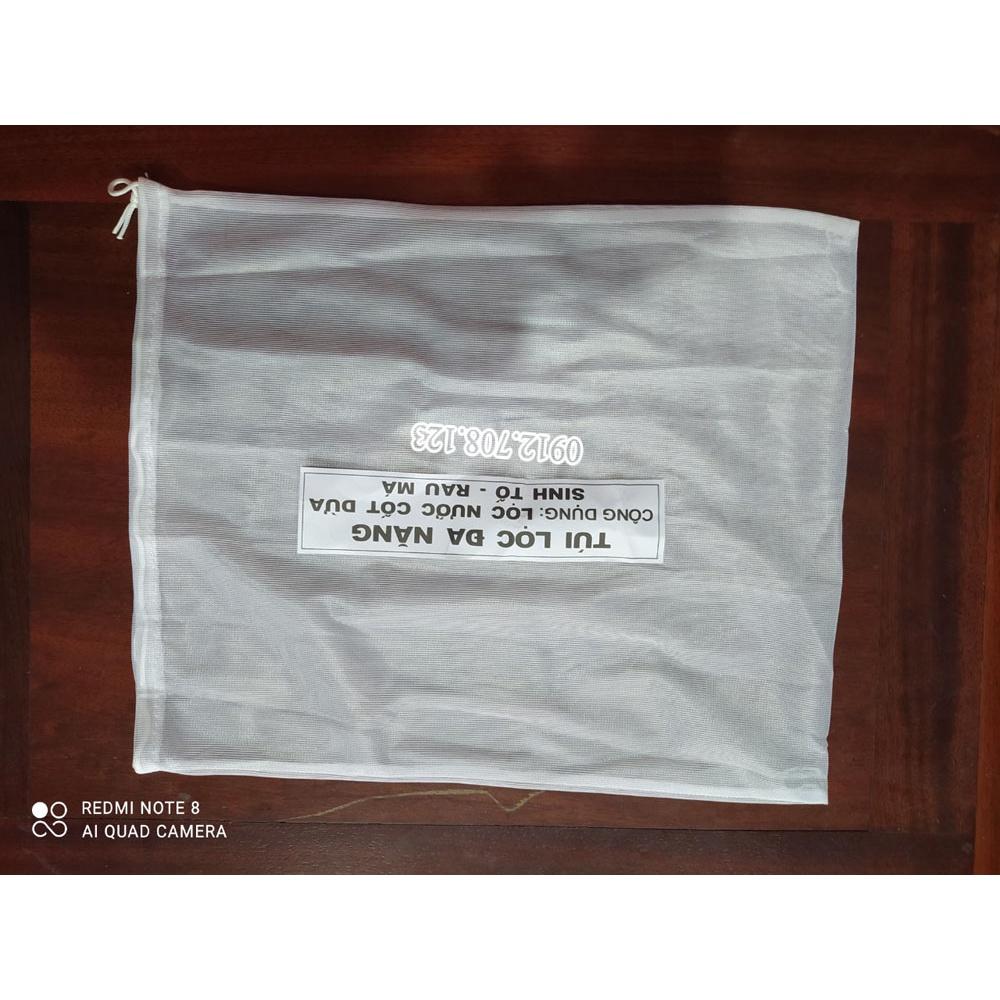 TÚI LỌC ĐA NĂNG
CÔNG DỤNG: LỌC NƯỚC CỐT DỪA
SINH TỐ - RAU MÁ
0912.708.123
REDMI NOTE 8
AI QUAD CAMERA